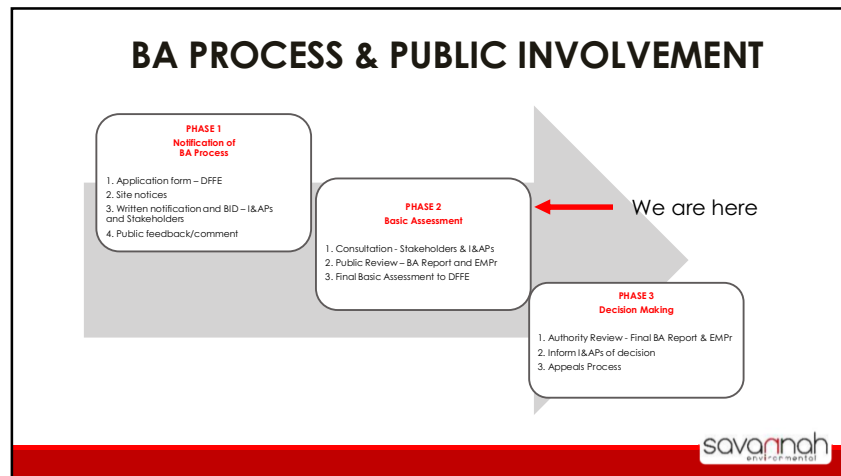 BA PROCESS & PUBLIC INVOLVEMENT
PHASE 1
Notification of
BA Process
1. Application form – DFFE
2. Site notices
3. Written notification and BID – I&APs
and Stakeholders
4. Public feedback/comment
PHASE 2
Basic Assessment
1. Consultation - Stakeholders & I&APs
2. Public Review – BA Report and EMPr
3. Final Basic Assessment to DFFE
We are here
PHASE 3
Decision Making
1. Authority Review - Final BA Report & EMPr
2. Inform I&APs of decision
3. Appeals Process
savannah
environmental